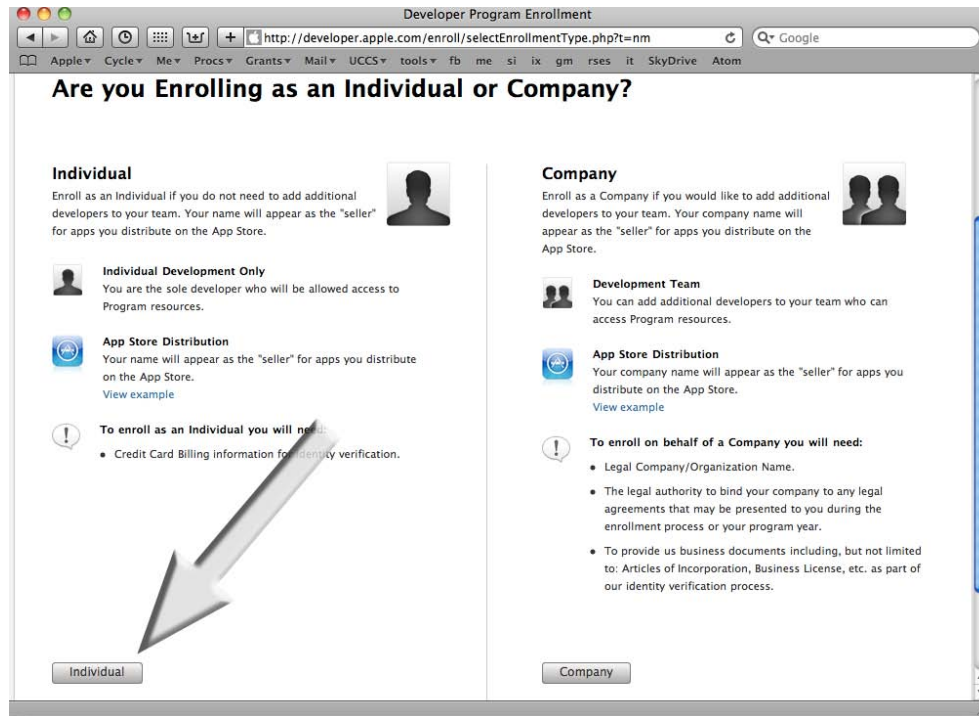 Developer Program Enrollment
http://developer.apple.com/enroll/selectEnrollmentType.php?t=nm
Google
Apple Cycle Me Procs Grants Mail UCCS tools fb me si ix gm rses it SkyDrive Atom
Are you Enrolling as an Individual or Company?
Individual
Enroll as an Individual if you do not need to add additional
developers to your team. Your name will appear as the "seller"
for apps you distribute on the App Store.
Individual Development Only
You are the sole developer who will be allowed access to
Program resources.
App Store Distribution
Your name will appear as the "seller" for apps you distribute
on the App Store.
View example
To enroll as an Individual you will need:
• Credit Card Billing information for identity verification.
Individual
Company
Enroll as a Company if you would like to add additional
developers to your team. Your company name will
appear as the "seller" for apps you distribute on the
App Store.
Development Team
You can add additional developers to your team who can
access Program resources.
App Store Distribution
Your company name will appear as the "seller" for apps you
distribute on the App Store.
View example
To enroll on behalf of a Company you will need:
• Legal Company/Organization Name.
• The legal authority to bind your company to any legal
agreements that may be presented to you during the
enrollment process or your program year.
• To provide us business documents including, but not limited
to: Articles of Incorporation, Business License, etc. as part of
our identity verification process.
Company